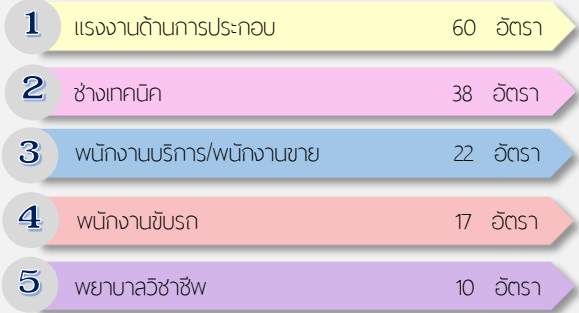 1 แรงงานด้านการประกอบ 60 อัตรา
2 ช่างเทคนิค 38 อัตรา
3 พนักงานบริการ/พนักงานขาย 22 อัตรา
4 พนักงานขับรถ 17 อัตรา
5 พยาบาลวิชาชีพ 10 อัตรา